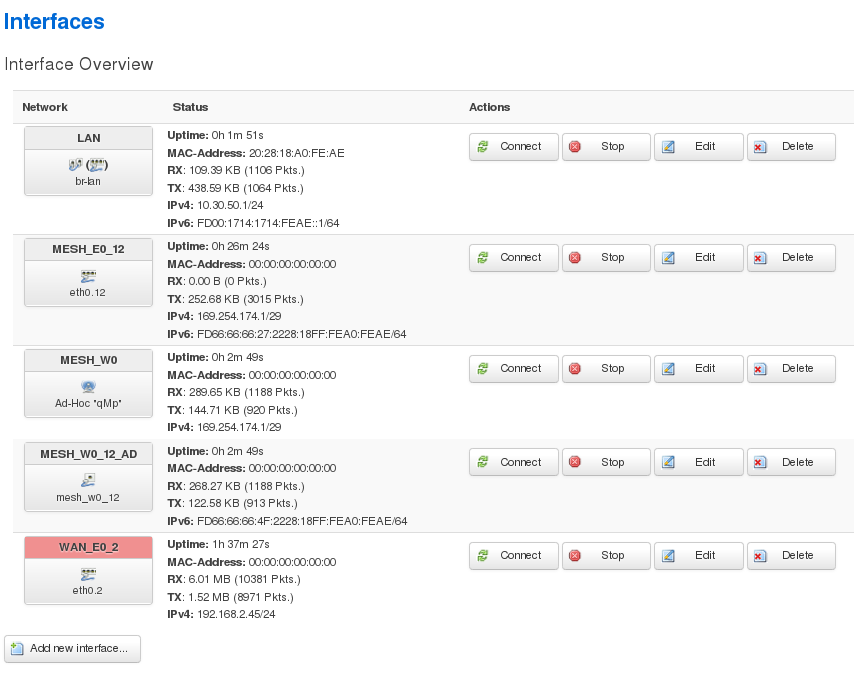 Interfaces
Interface Overview
Network Status Actions
LAN
br-lan
Uptime: 0h 1m 51s
MAC-Address: 20:28:18:A0:FE:AE
RX: 109.39 KB (1106 Pkts.)
TX: 438.59 KB (1064 Pkts.)
IPv4: 10.30.50.1/24
IPv6: FD00:1714:1714:FEAE::1/64
Connect Stop Edit Delete
MESH_E0_12
eth0.12
Uptime: 0h 26m 24s
MAC-Address: 00:00:00:00:00:00
RX: 0.00 B (0 Pkts.)
TX: 252.68 KB (3015 Pkts.)
IPv4: 169.254.174.1/29
IPv6: FD66:66:66:27:2228:18FF:FEA0:FEAE/64
Connect Stop Edit Delete
MESH_W0
Ad-Hoc "qMp"
Uptime: 0h 2m 49s
MAC-Address: 00:00:00:00:00:00
RX: 289.65 KB (1188 Pkts.)
TX: 144.71 KB (920 Pkts.)
IPv4: 169.254.174.1/29
Connect Stop Edit Delete
MESH_W0_12_AD
mesh_w0_12
Uptime: 0h 2m 49s
MAC-Address: 00:00:00:00:00:00
RX: 268.27 KB (1188 Pkts.)
TX: 122.58 KB (913 Pkts.)
IPv6: FD66:66:66:4F:2228:18FF:FEA0:FEAE/64
Connect Stop Edit Delete
WAN_E0_2
eth0.2
Uptime: 1h 37m 27s
MAC-Address: 00:00:00:00:00:00
RX: 6.01 MB (10381 Pkts.)
TX: 1.52 MB (8971 Pkts.)
IPv4: 192.168.2.45/24
Connect Stop Edit Delete
Add new interface...